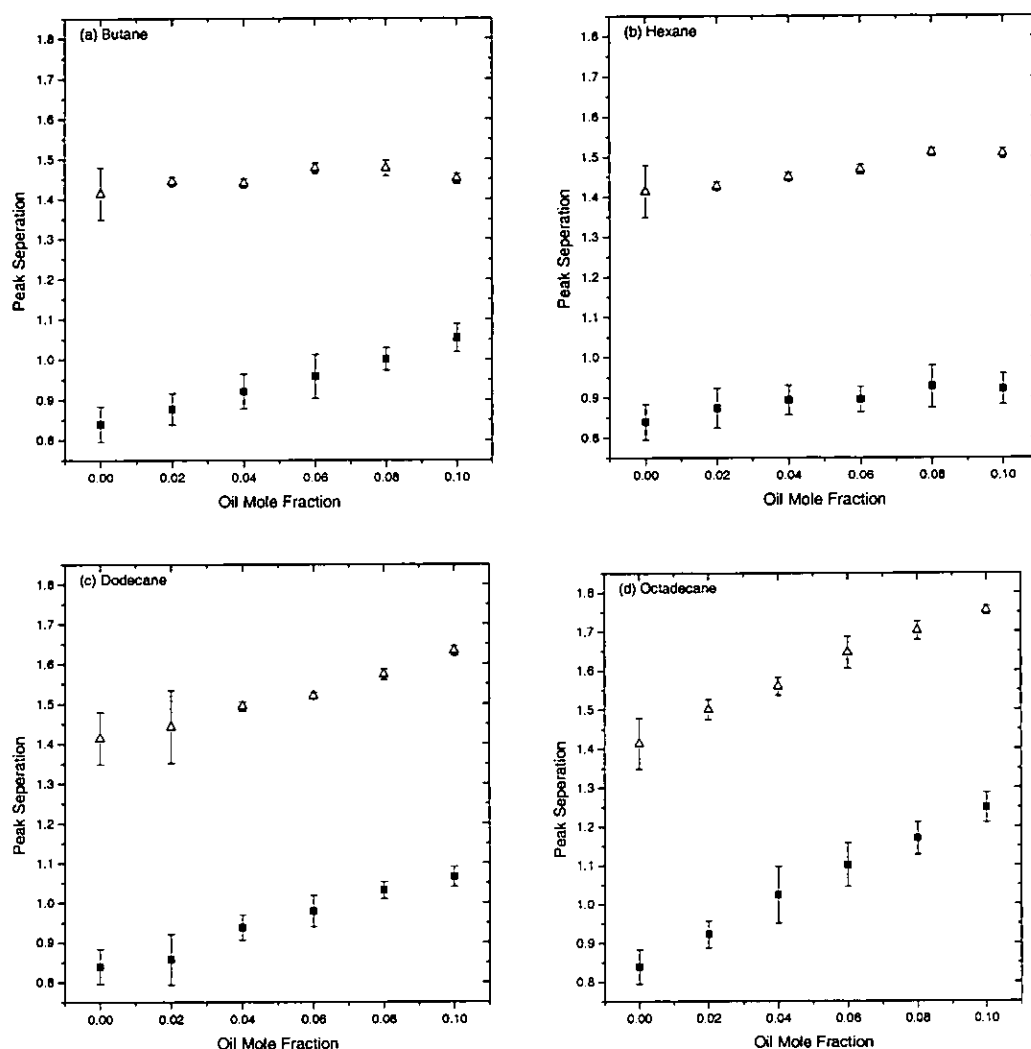 (a) Butane
1.8
1.7
1.6
1.5
1.4
1.3
1.2
1.1
1.0
0.9
0.8
Peak Seperation
0.00 0.02 0.04 0.06 0.08 0.10
Oil Mole Fraction
(b) Hexane
1.8
1.7
1.6
1.5
1.4
1.3
1.2
1.1
1.0
0.9
0.8
Peak Seperation
0.00 0.02 0.04 0.06 0.08 0.10
Oil Mole Fraction
(c) Dodecane
1.8
1.7
1.6
1.5
1.4
1.3
1.2
1.1
1.0
0.9
0.8
Peak Seperation
0.00 0.02 0.04 0.06 0.08 0.10
Oil Mole Fraction
(d) Octadecane
1.8
1.7
1.6
1.5
1.4
1.3
1.2
1.1
1.0
0.9
0.8
Peak Seperation
0.00 0.02 0.04 0.06 0.08 0.10
Oil Mole Fraction